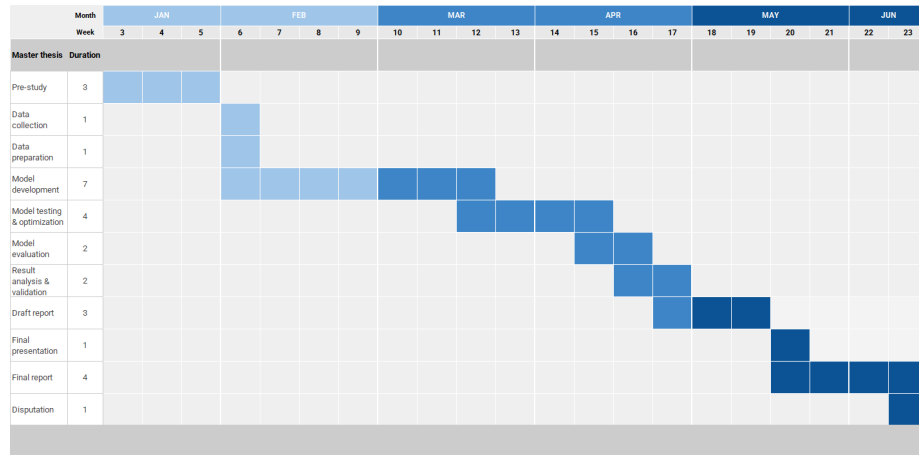 Month JAN FEB MAR APR MAY JUN
Week 3 4 5 6 7 8 9 10 11 12 13 14 15 16 17 18 19 20 21 22 23
Master thesis Duration
Pre-study 3
Data
collection 1
Data
preparation 1
Model
development 7
Model testing
& optimization 4
Model
evaluation 2
Result
analysis & 2
validation
Draft report 3
Final
presentation 1
Final report 4
Disputation 1